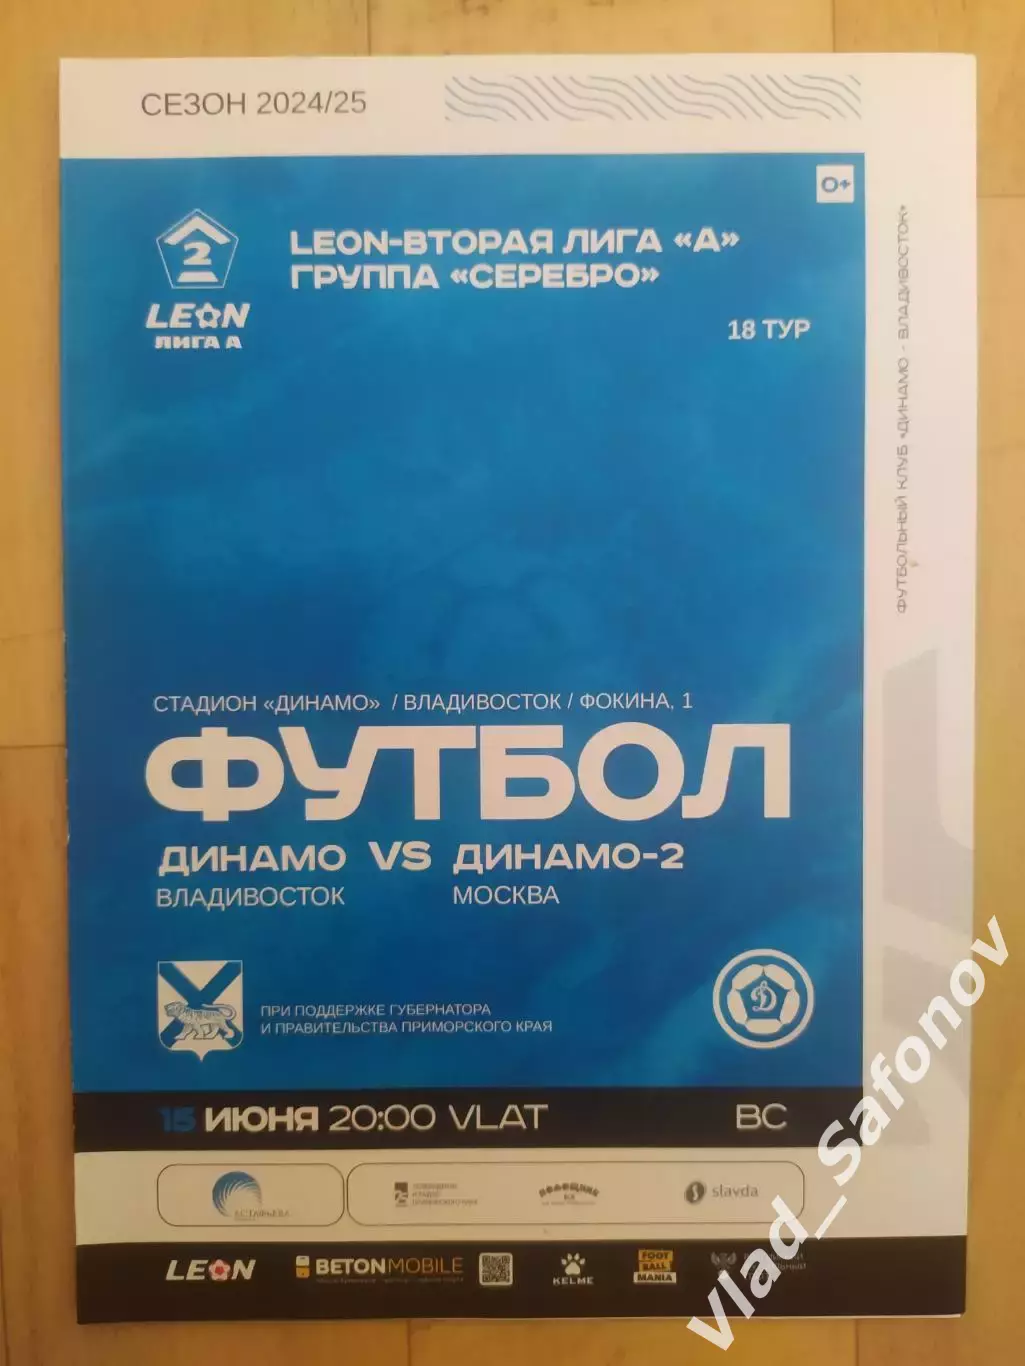 СЕЗОН 2024/25
0+
2
LEON
ЛИГА А
LEON-ВТОРАЯ ЛИГА «А»
ГРУППА «СЕРЕБРО»
18 ТУР
ФУТБОЛЬНЫЙ КЛУБ «ДИНАМО - ВЛАДИВОСТОК»
СТАДИОН «ДИНАМО» / ВЛАДИВОСТОК / ФОКИНА, 1
ФУТБОЛ
ДИНАМО VS ДИНАМО-2
ВЛАДИВОСТОК МОСКВА
ПРИ ПОДДЕРЖКЕ ГУБЕРНАТОРА
И ПРАВИТЕЛЬСТВА ПРИМОРСКОГО КРАЯ
Д
15 ИЮНЯ 20:00 VLAT ВС
slavda
LEON
BETONMOBILE
KELME
FOOT
BALL
MANIA
Vlad_Safonov